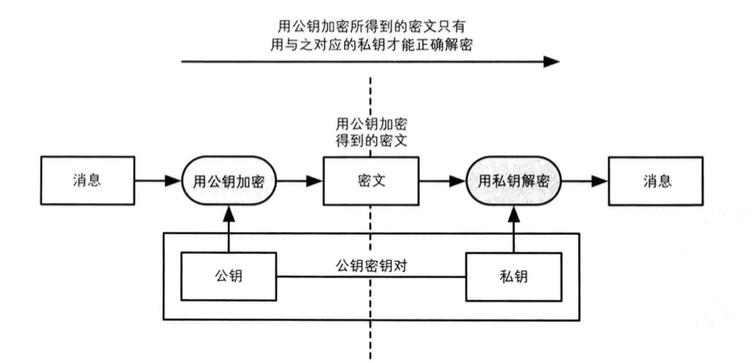 用公钥加密所得到的密文只有
用与之对应的私钥才能正确解密
用公钥加密
得到的密文
消息
用公钥加密
密文
用私钥解密
消息
公钥
公钥密钥对
私钥